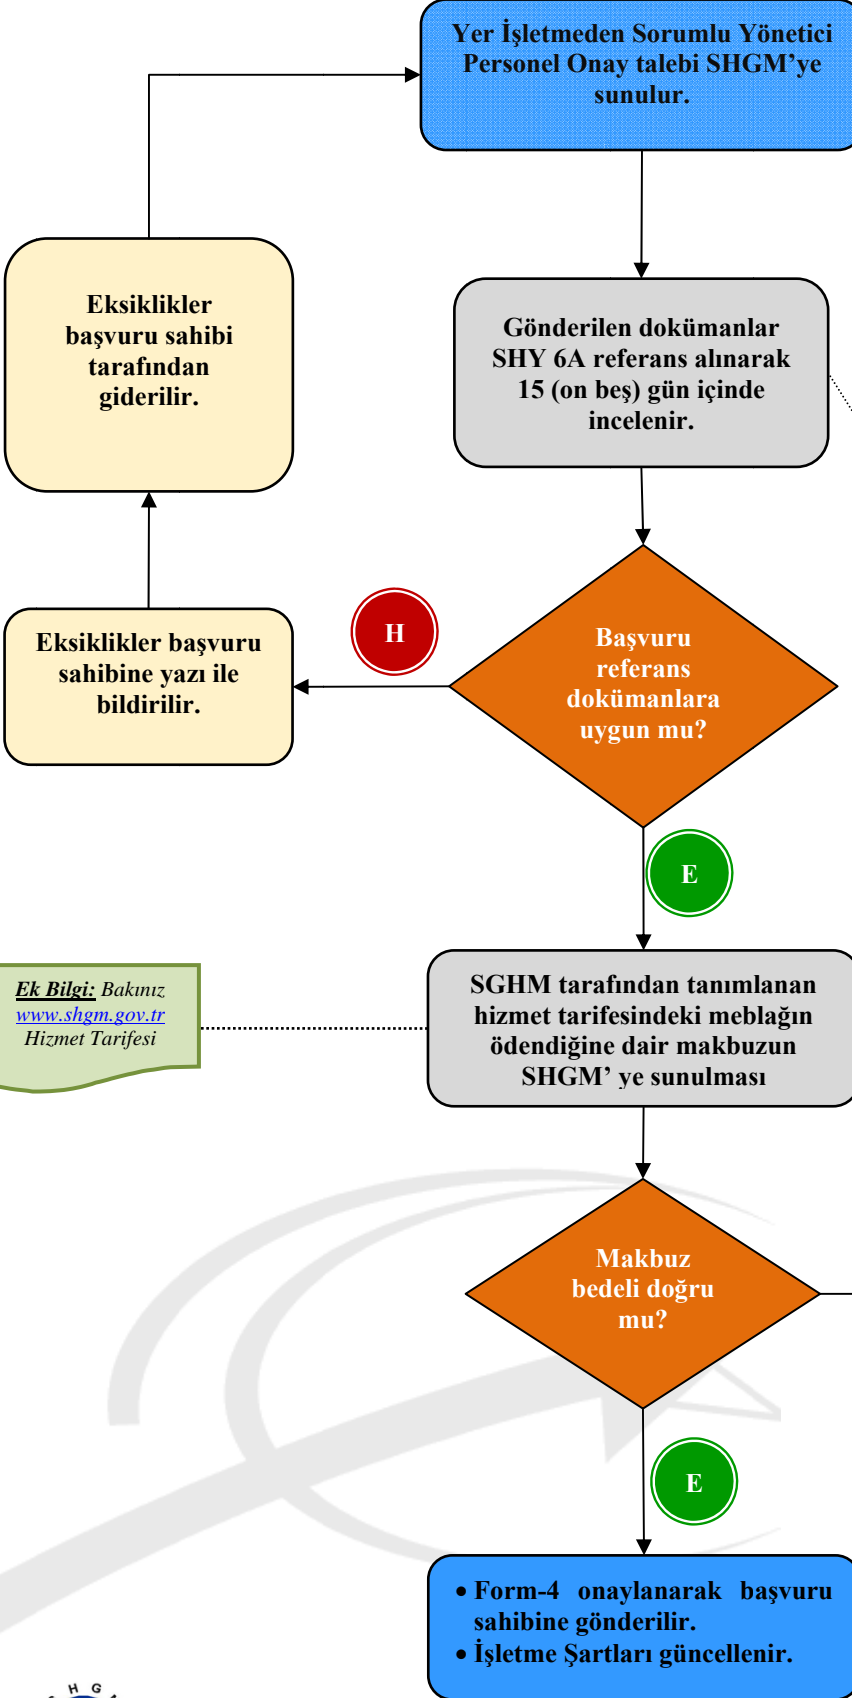 Yer İşletmeden Sorumlu Yönetici
Personel Onay talebi SHGM’ye
sunulur.
Gönderilen dokümanlar
SHY 6A referans alınarak
15 (on beş) gün içinde
incelenir.
Eksiklikler
başvuru sahibi
tarafından
giderilir.
Başvuru
referans
dokümanlara
uygun mu?
H
Eksiklikler başvuru
sahibine yazı ile
bildirilir.
E
SGHM tarafından tanımlanan
hizmet tarifesindeki meblağın
ödendiğine dair makbuzun
SHGM’ ye sunulması
Ek Bilgi: Bakınız
www.shgm.gov.tr
Hizmet Tarifesi
Makbuz
bedeli doğru
mu?
E
• Form-4 onaylanarak başvuru
sahibine gönderilir.
• İşletme Şartları güncellenir.
H G